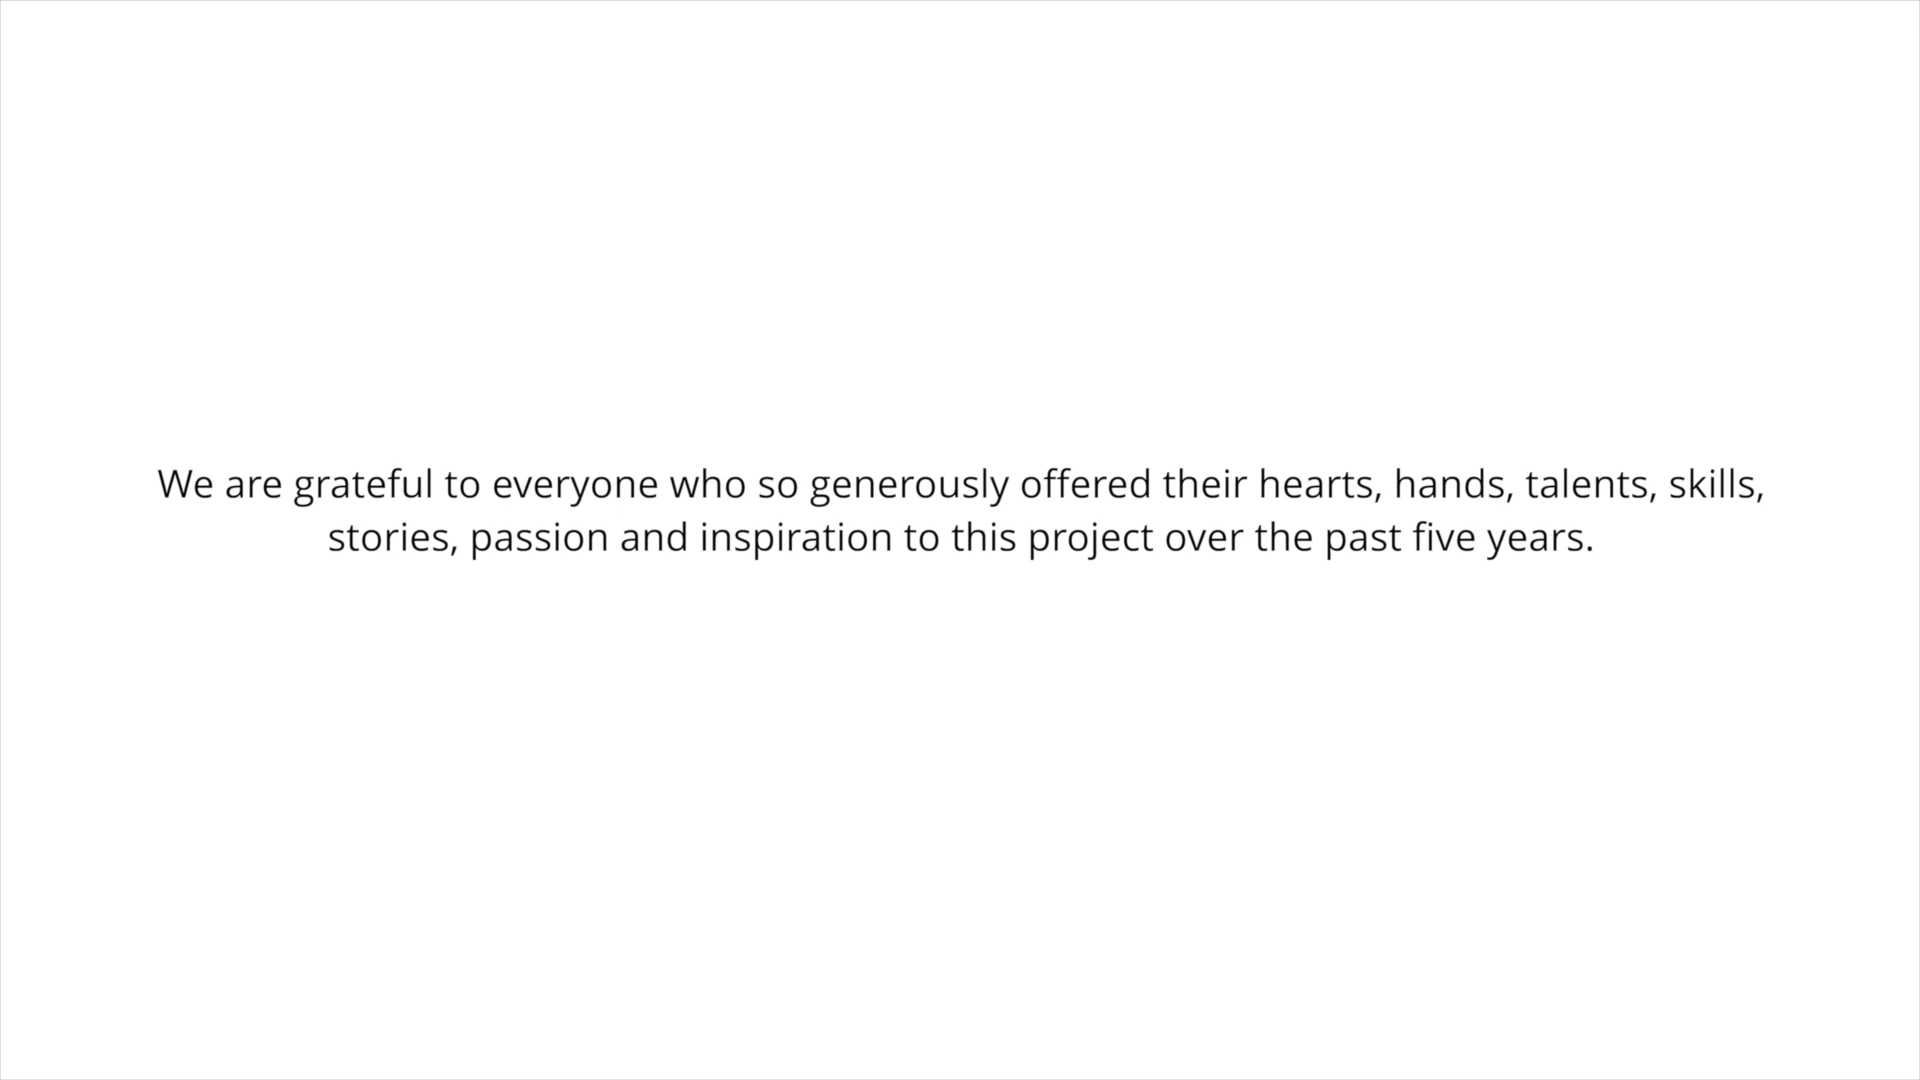 We are grateful to everyone who so generously offered their hearts, hands, talents, skills,
stories, passion and inspiration to this project over the past five years.